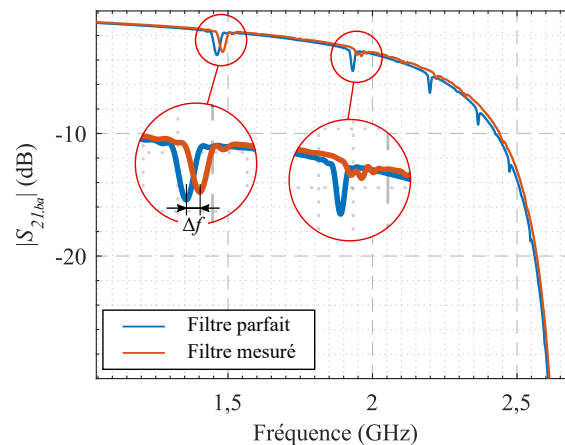 |S21,ba| (dB)
-10
-20
Δf
Filtre parfait
Filtre mesuré
1,5
2
2,5
Fréquence (GHz)